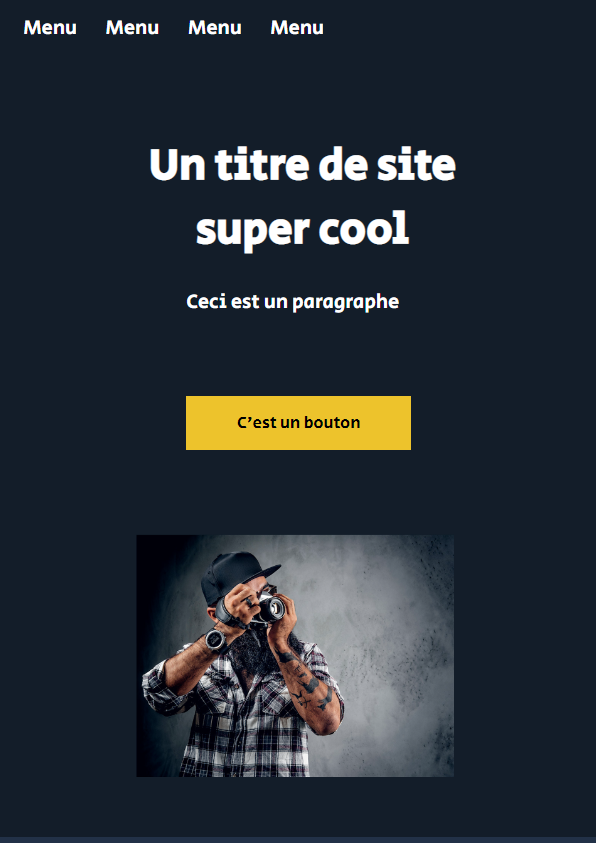 Menu Menu Menu Menu
Un titre de site
super cool
Ceci est un paragraphe
C’est un bouton